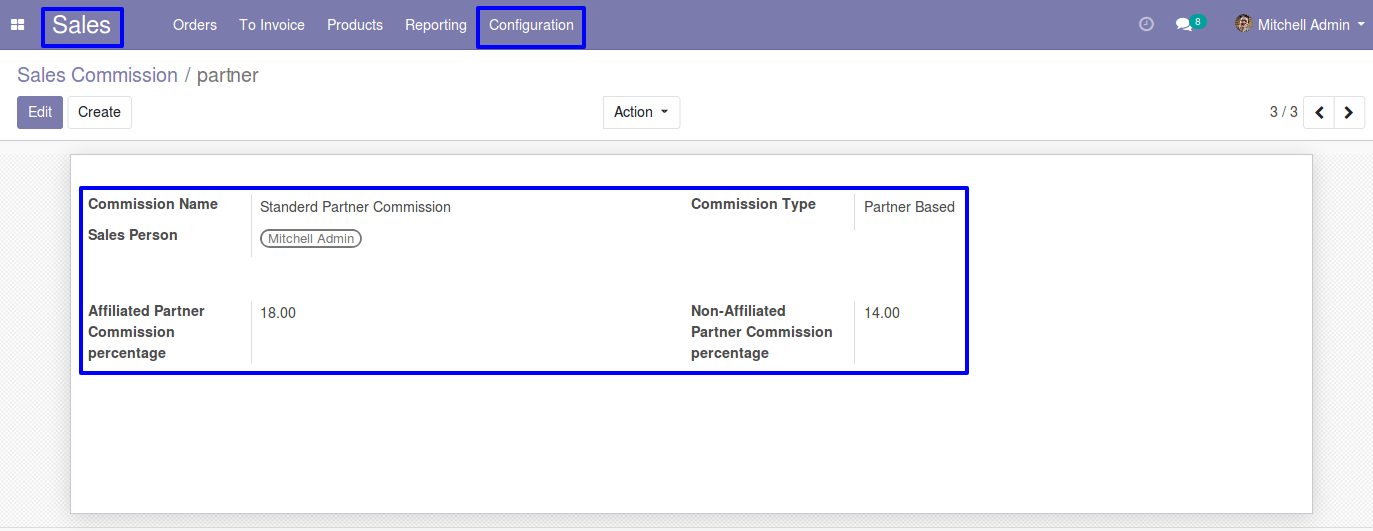 Sales Orders To Invoice Products Reporting Configuration 8 Mitchell Admin
Sales Commission / partner
Edit Create Action 3 / 3
Commission Name Standerd Partner Commission Commission Type Partner Based
Sales Person Mitchell Admin
Affiliated Partner 18.00 Non-Affiliated 14.00
Commission Partner Commission
percentage percentage